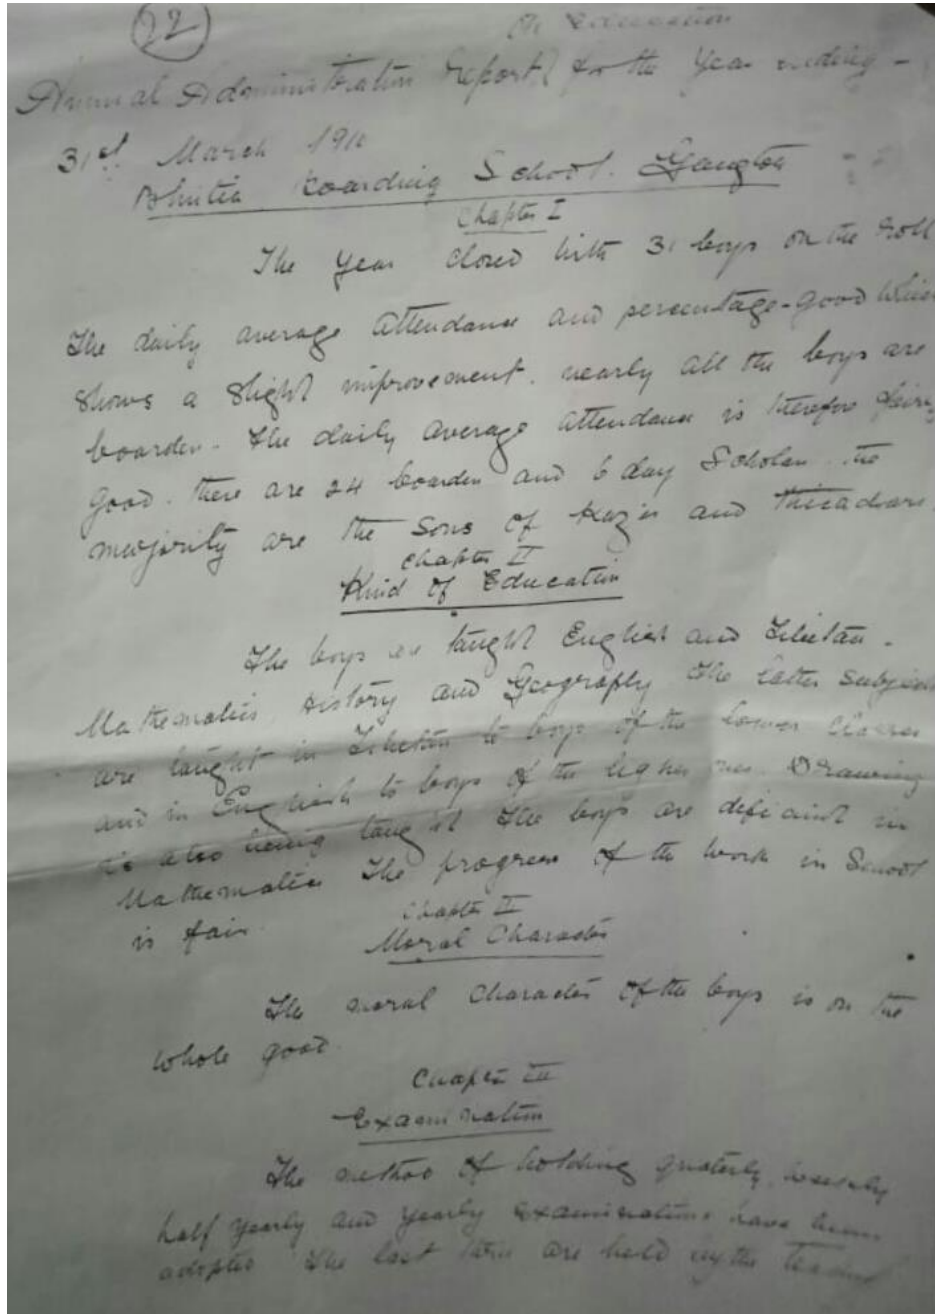 22
On Education
Annual Administration Report for the Year ending -
31st March 1911
Bhutia Boarding School. Gangtok
Chapter I
The year closed with 31 boys on the roll
The daily average attendance and percentage - good which
shows a slight improvement. nearly all the boys are
boarders. The daily average attendance is therefore fairly
good. there are 24 boarders and 6 day Scholars. the
majority are the Sons of Kazis and Thicadars.
Chapter II
Kind of Education
The boys are taught English and Tibetan.
Mathematics, History and Geography the latter subjects
are taught in Tibetan to boys of the lower classes
and in English to boys of the higher ones. Drawing
is also being taught The boys are deficient in
Mathematics The progress of the work in School
is fair.
Chapter II
Moral Character
The moral Character of the boys is on the
whole good.
Chapter III
Examination
The method of holding quaterly,
half yearly and yearly examinations have been
adopted The last three are held by the